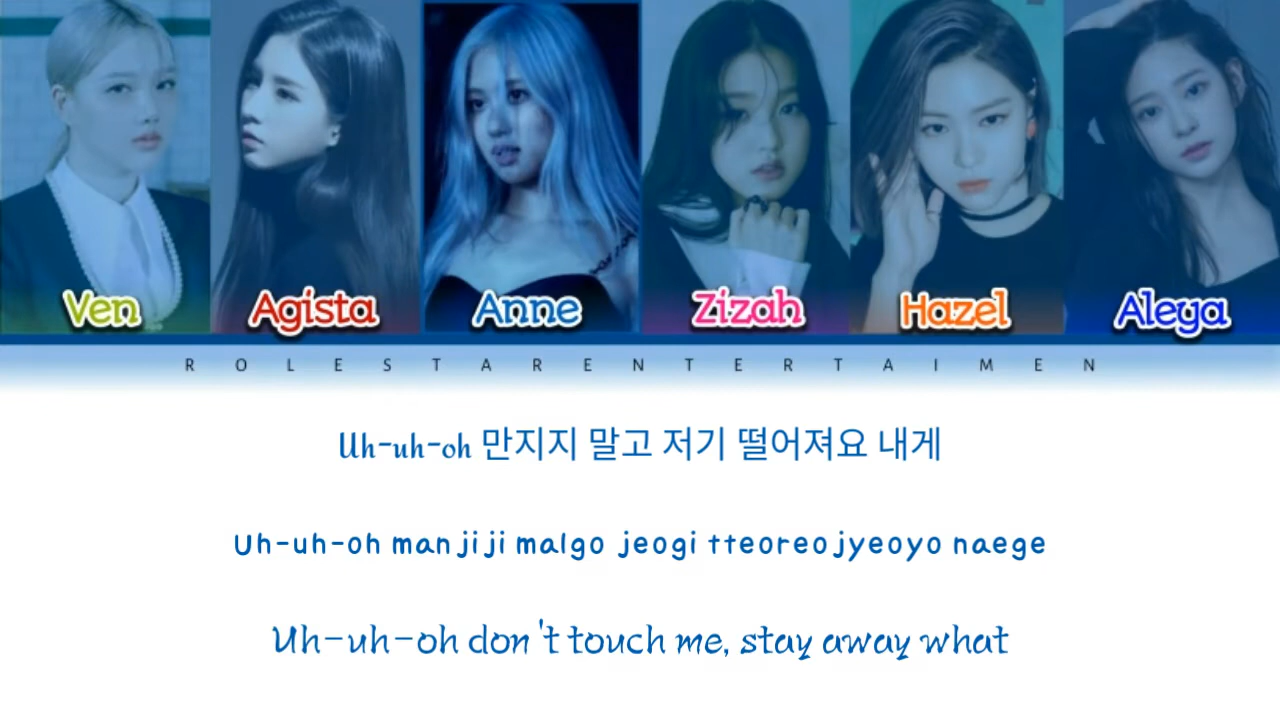 Ven Agista Anne Zizah Hazel Aleya
ROLESTARENTERTAIMEN
Uh-uh-oh 만지지 말고 저기 떨어져요 내게
Uh-uh-oh manjiji malgo jeogi tteoreojyeoyo naege
Uh-uh-oh don't touch me, stay away what